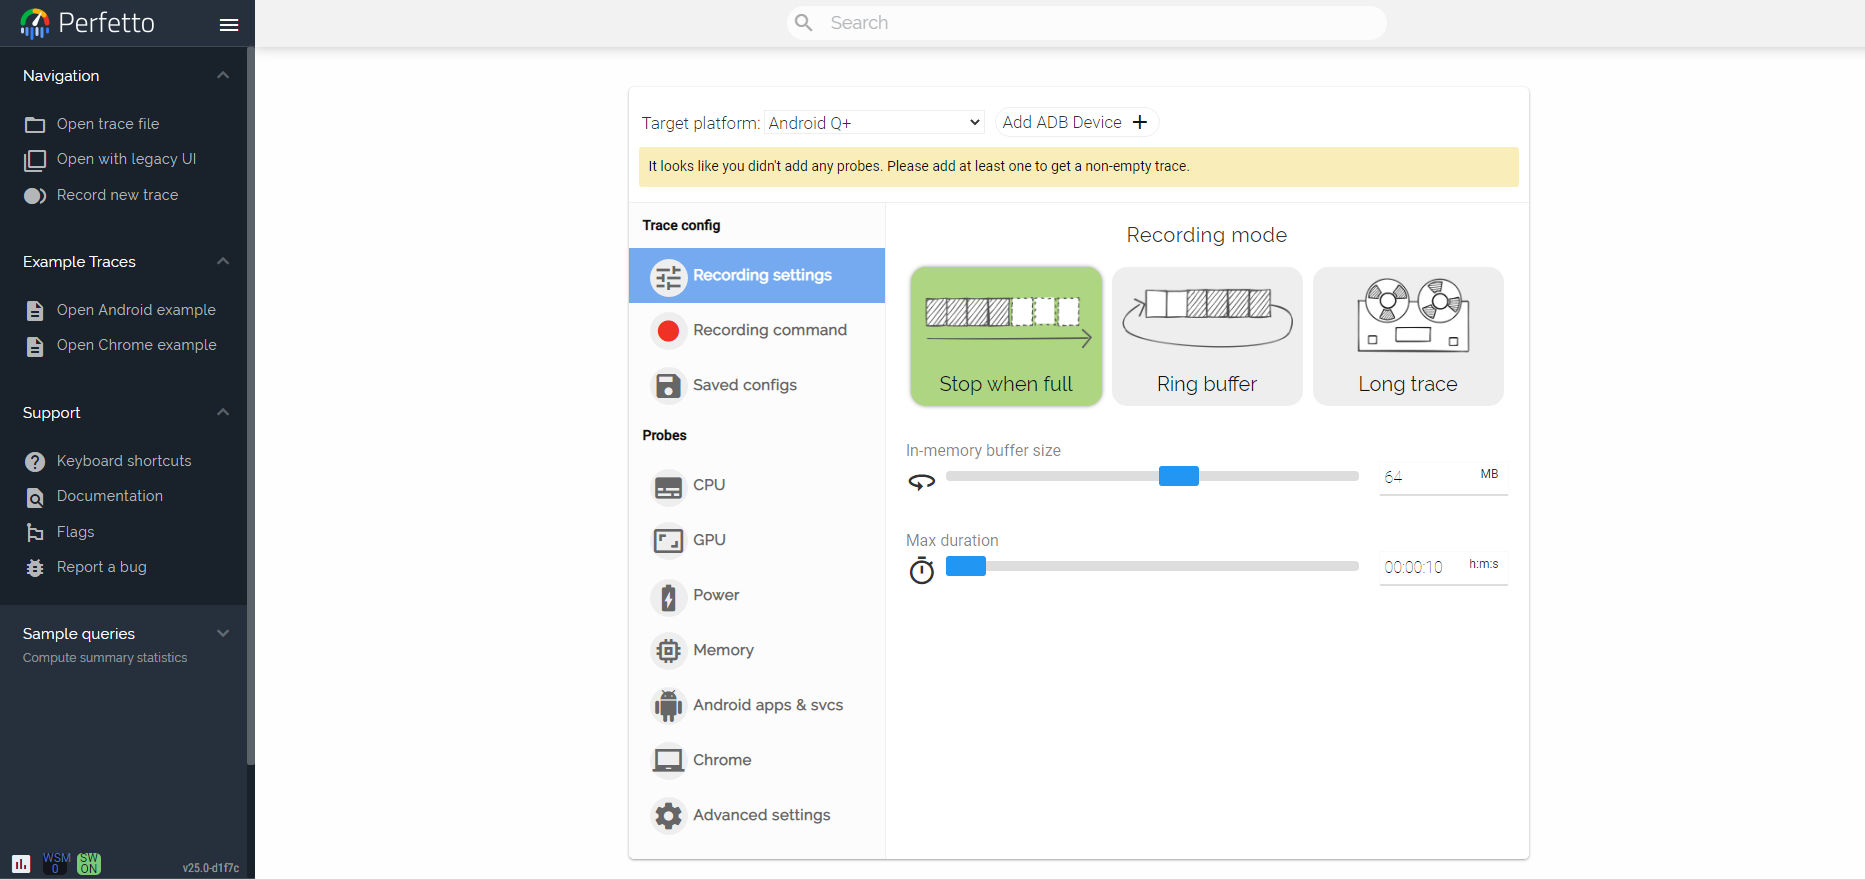 Perfetto
Search
Navigation
Open trace file
Open with legacy UI
Record new trace
Example Traces
Open Android example
Open Chrome example
Support
Keyboard shortcuts
Documentation
Flags
Report a bug
Sample queries
Compute summary statistics
WSM
0
SW
ON
v25.0-d1f7c
Target platform: Android Q+ Add ADB Device
It looks like you didn't add any probes. Please add at least one to get a non-empty trace.
Trace config
Recording settings
Recording command
Saved configs
Probes
CPU
GPU
Power
Memory
Android apps & svcs
Chrome
Advanced settings
Recording mode
Stop when full
Ring buffer
Long trace
In-memory buffer size
64 MB
Max duration
00:00:10 h:m:s